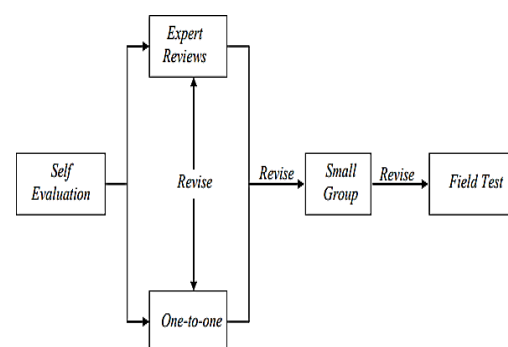 Expert
Reviews
Self
Evaluation
Revise
One-to-one
Revise
Small
Group
Revise
Field Test